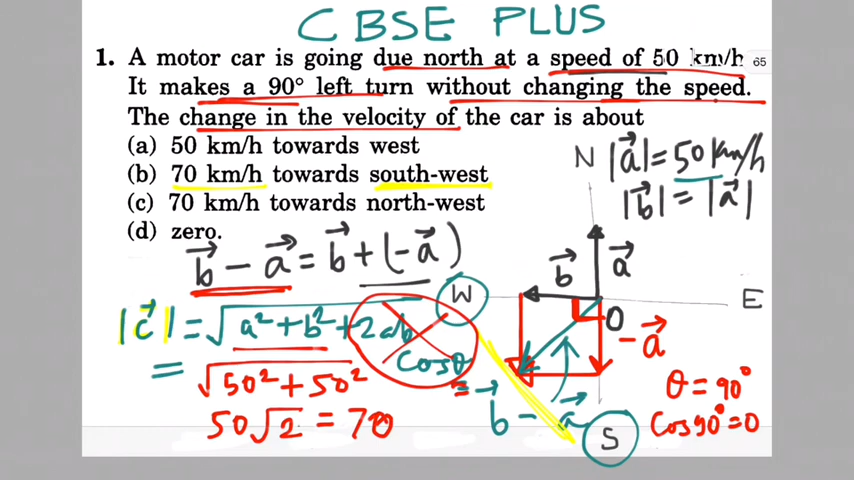 CBSE PLUS
1. A motor car is going due north at a speed of 50 km/h 65
It makes a 90° left turn without changing the speed.
The change in the velocity of the car is about
(a) 50 km/h towards west
(b) 70 km/h towards south-west
(c) 70 km/h towards north-west
(d) zero.
N |a⃗| = 50 km/h
|b⃗| = |a⃗|
b⃗ - a⃗ = b⃗ + (-a⃗)
b⃗ a⃗
W E
O
-a⃗
|c⃗| = √a² + b² + 2ab cosθ
= √50² + 50²
50√2 = 70
= b⃗ - a⃗
S
θ = 90°
cos90° = 0